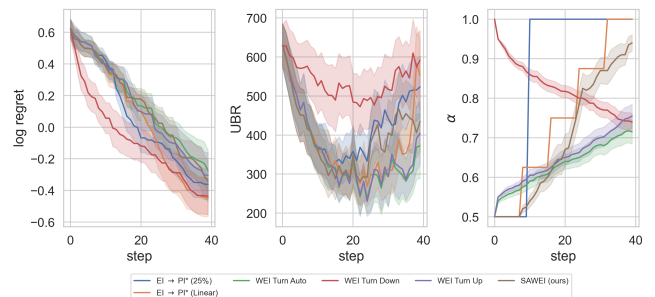 0.6
0.4
0.2
0.0
−0.2
−0.4
−0.6
log regret
0
20
40
step
700
600
500
400
300
200
UBR
0
20
40
step
1.0
0.9
0.8
0.7
0.6
0.5
α
0
20
40
step
EI → PI* (25%)
EI → PI* (Linear)
WEI Turn Auto
WEI Turn Down
WEI Turn Up
SAWEI (ours)